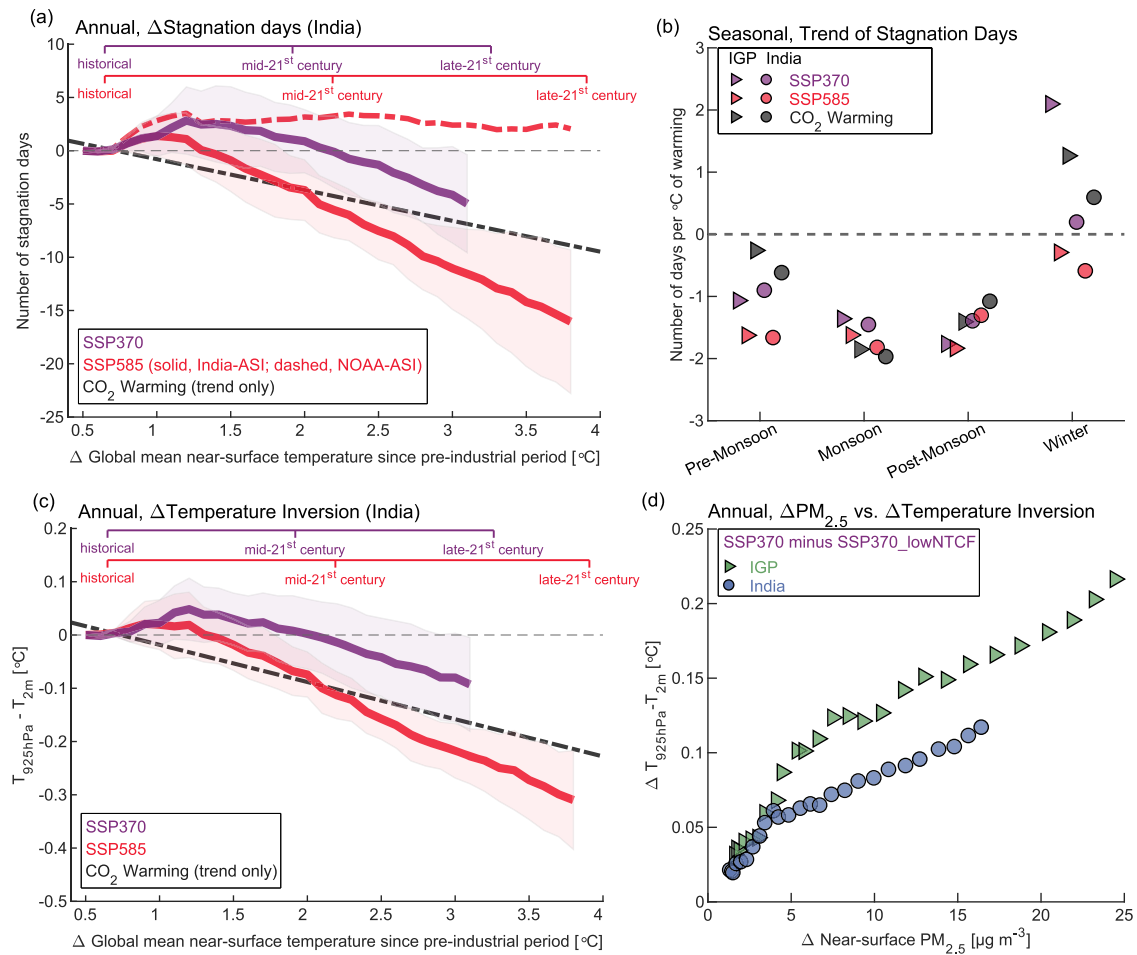 (a)
Annual, ΔStagnation days (India)
historical
mid-21st century
late-21st century
historical
mid-21st century
late-21st century
Number of stagnation days
10
5
0
-5
-10
-15
-20
-25
SSP370
SSP585 (solid, India-ASI; dashed, NOAA-ASI)
CO2 Warming (trend only)
0.5 1 1.5 2 2.5 3 3.5 4
Δ Global mean near-surface temperature since pre-industrial period [°C]
(b)
Seasonal, Trend of Stagnation Days
IGP India
SSP370
SSP585
CO2 Warming
Number of days per °C of warming
3
2
1
0
-1
-2
-3
Pre-Monsoon
Monsoon
Post-Monsoon
Winter
(c)
Annual, ΔTemperature Inversion (India)
historical
mid-21st century
late-21st century
historical
mid-21st century
late-21st century
T925hPa - T2m [°C]
0.2
0.1
0
-0.1
-0.2
-0.3
-0.4
-0.5
SSP370
SSP585
CO2 Warming (trend only)
0.5 1 1.5 2 2.5 3 3.5 4
Δ Global mean near-surface temperature since pre-industrial period [°C]
(d)
Annual, ΔPM2.5 vs. ΔTemperature Inversion
SSP370 minus SSP370_lowNTCF
IGP
India
Δ T925hPa-T2m [°C]
0.25
0.2
0.15
0.1
0.05
0
0 5 10 15 20 25
Δ Near-surface PM2.5 [µg m-3]